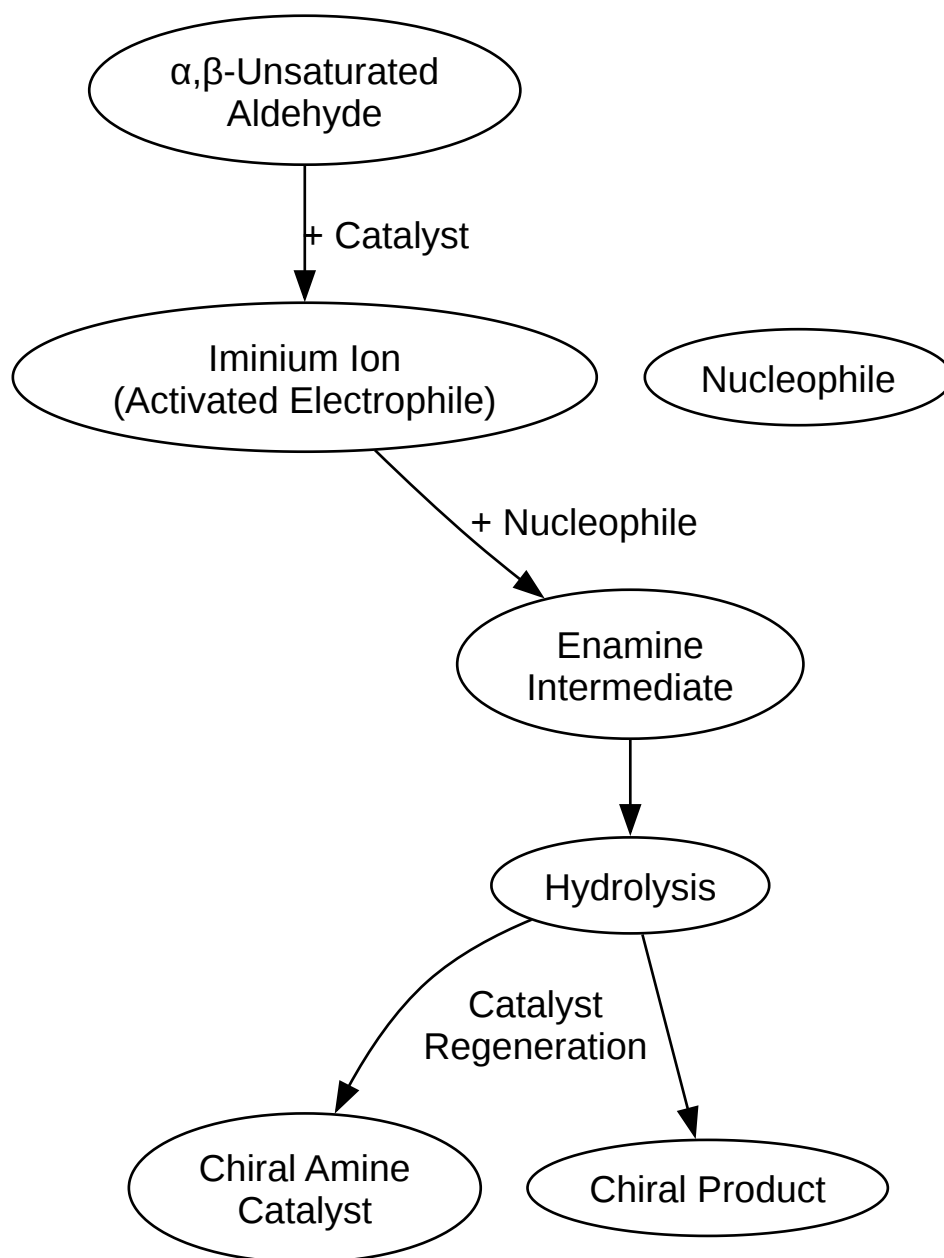 α,β-Unsaturated
Aldehyde
+ Catalyst
Iminium Ion
(Activated Electrophile)
Nucleophile
+ Nucleophile
Enamine
Intermediate
Hydrolysis
Catalyst
Regeneration
Chiral Amine
Catalyst
Chiral Product